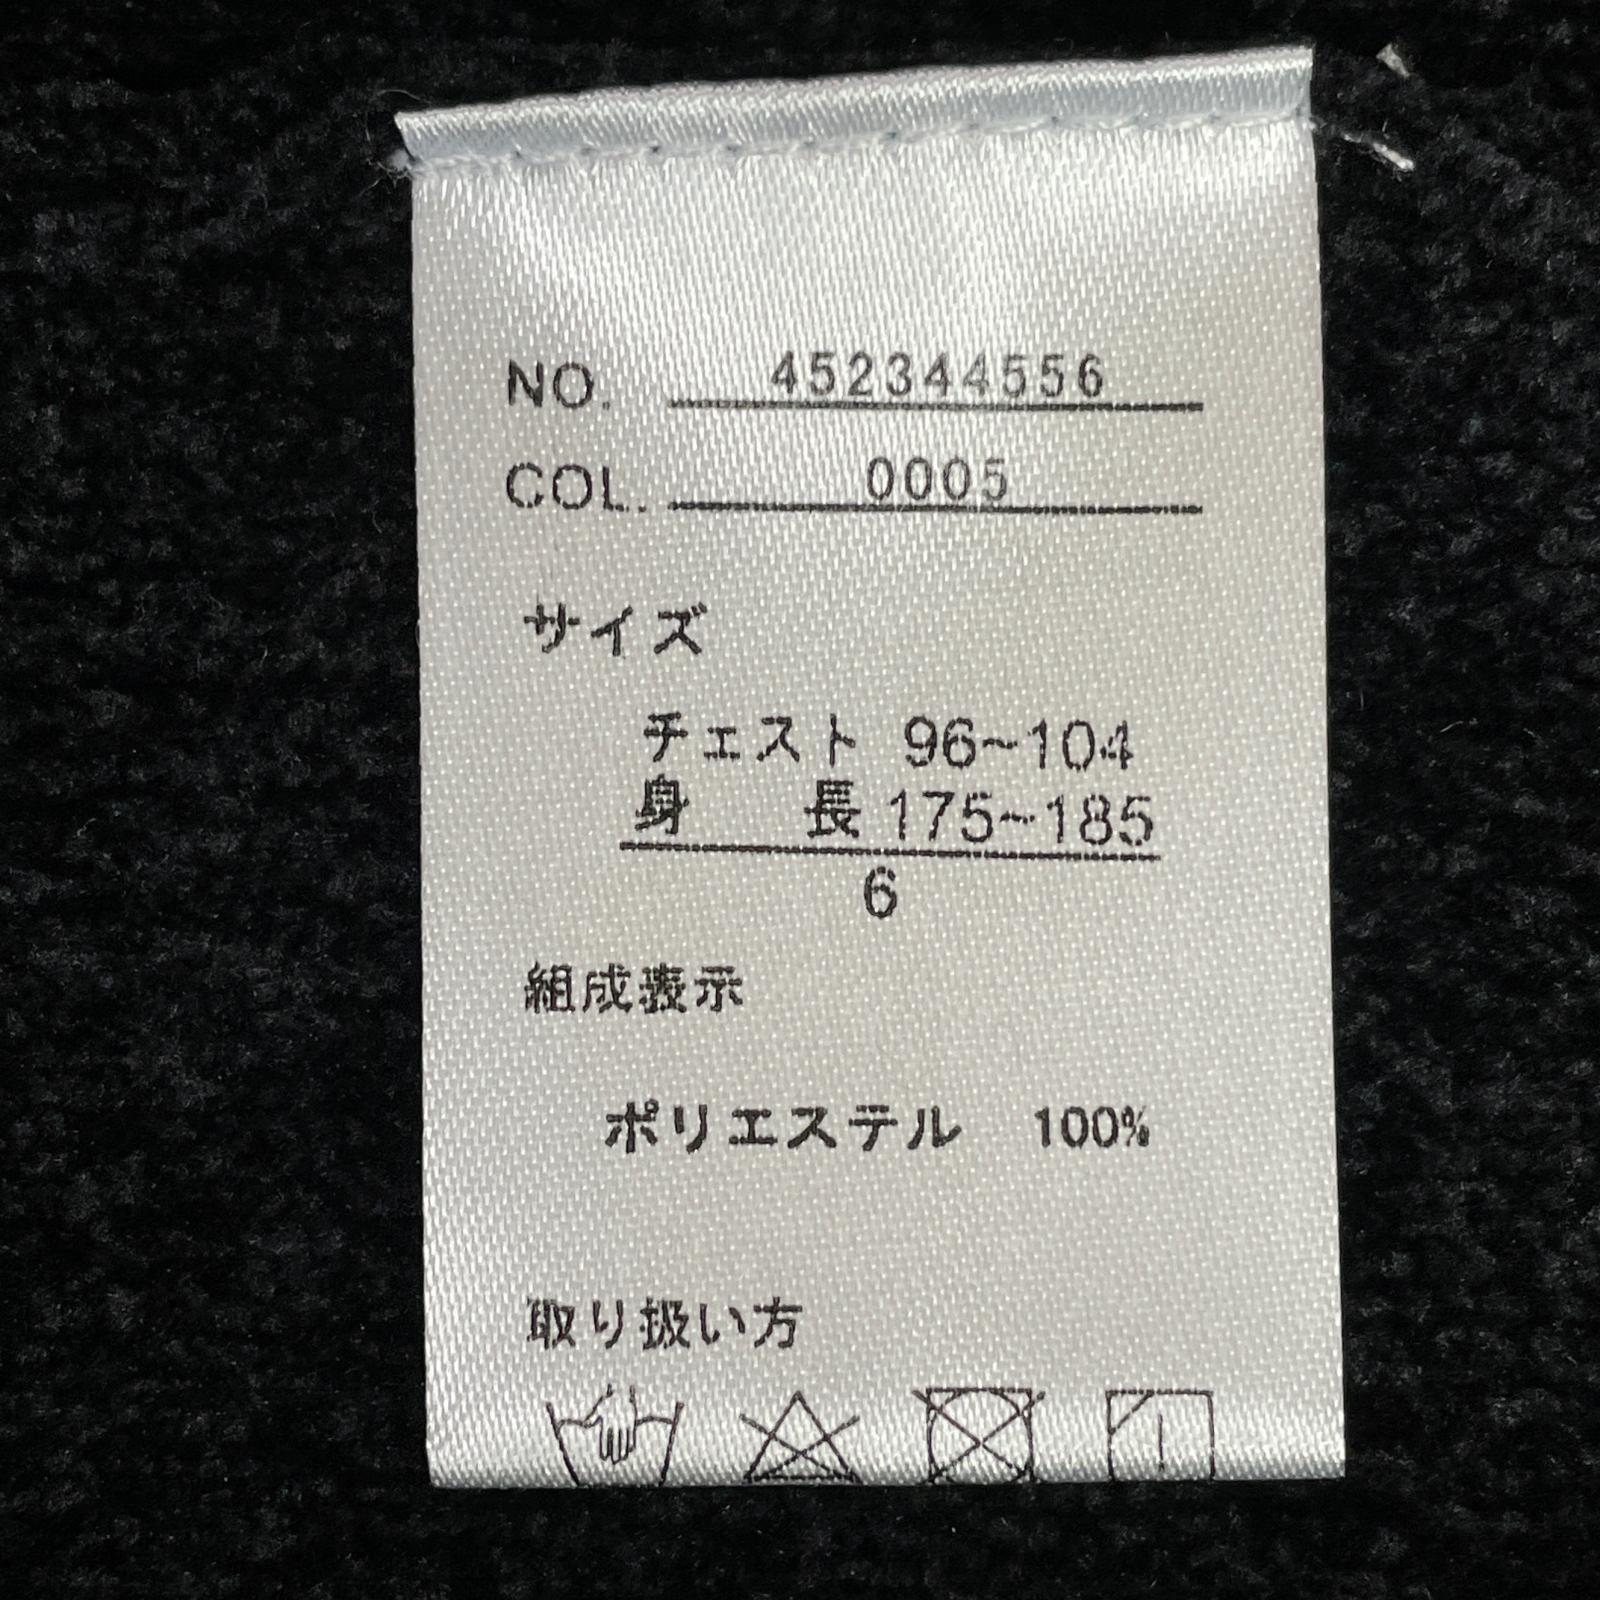 NO. 452344556
COL. 0005
サイズ
チェスト 96~104
身 長 175~185
6
組成表示
ポリエステル 100%
取り扱い方